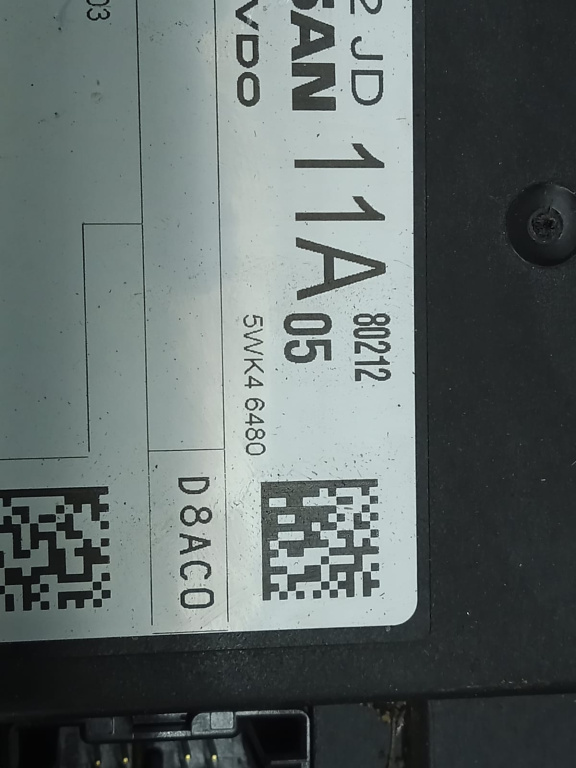 2 JD
SAN 11A 80212
05
VDO 5WK4 6480
D8AC0
03